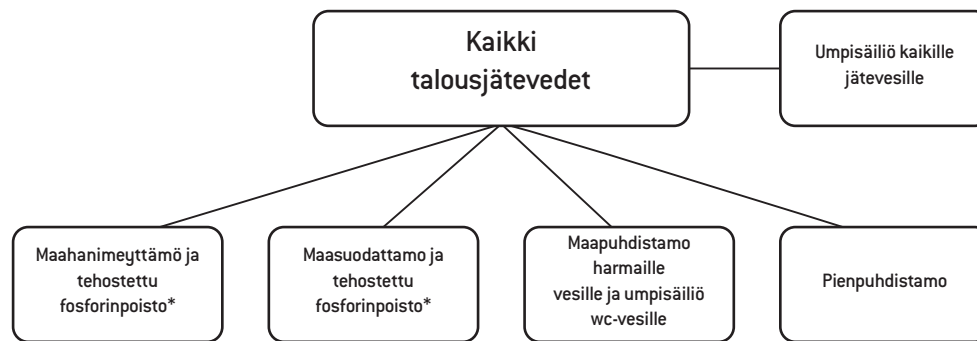 Kaikki
talousjätevedet
Umpisäiliö kaikille
jätevesille
Maahanimeyttämö ja
tehostettu
fosforinpoisto*
Maasuodattamo ja
tehostettu
fosforinpoisto*
Maapuhdistamo
harmaille
vesille ja umpisäiliö
wc-vesille
Pienpuhdistamo